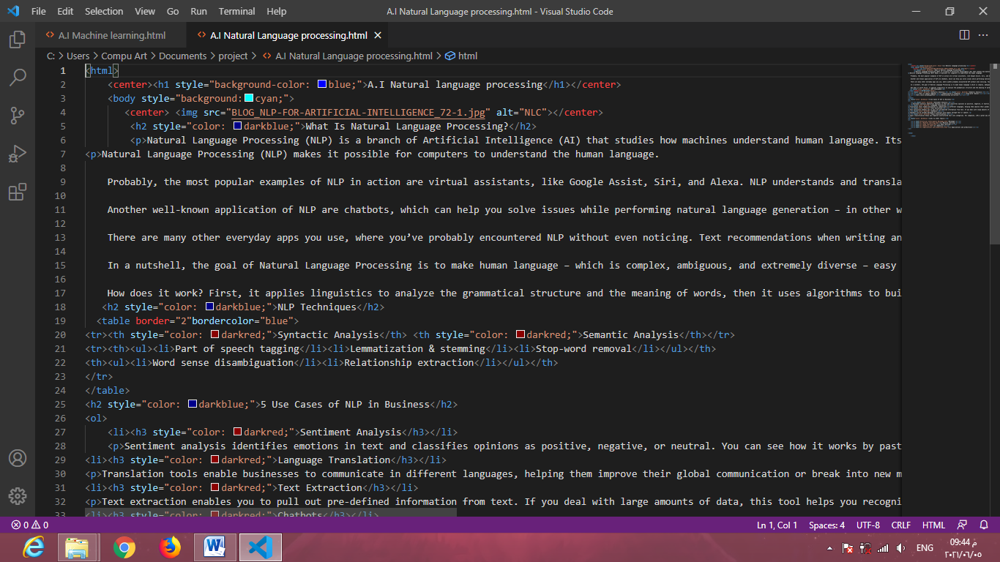 File Edit Selection View Go Run Terminal Help A.I Natural Language processing.html - Visual Studio Code
A.I Machine learning.html A.I Natural Language processing.html
C: > Users > Compu Art > Documents > project > A.I Natural Language processing.html > html
1 <html>
2 <center><h1 style="background-color: blue;">A.I Natural language processing</h1></center>
3 <body style="background:cyan;">
4 <center> <img src="BLOG_NLP-FOR-ARTIFICIAL-INTELLIGENCE_72-1.jpg" alt="NLC"></center>
5 <h2 style="color: darkblue;">What Is Natural Language Processing?</h2>
6 <p>Natural Language Processing (NLP) is a branch of Artificial Intelligence (AI) that studies how machines understand human language. Its
7 <p>Natural Language Processing (NLP) makes it possible for computers to understand the human language.
8
9 Probably, the most popular examples of NLP in action are virtual assistants, like Google Assist, Siri, and Alexa. NLP understands and transla
10
11 Another well-known application of NLP are chatbots, which can help you solve issues while performing natural language generation – in other w
12
13 There are many other everyday apps you use, where you’ve probably encountered NLP without even noticing. Text recommendations when writing an
14
15 In a nutshell, the goal of Natural Language Processing is to make human language – which is complex, ambiguous, and extremely diverse – easy
16
17 How does it work? First, it applies linguistics to analyze the grammatical structure and the meaning of words, then it uses algorithms to bui
18 <h2 style="color: darkblue;">NLP Techniques</h2>
19 <table border="2"bordercolor="blue">
20 <tr><th style="color: darkred;">Syntactic Analysis</th> <th style="color: darkred;">Semantic Analysis</th></tr>
21 <tr><th><ul><li>Part of speech tagging</li><li>Lemmatization & stemming</li><li>Stop-word removal</li></ul></th>
22 <th><ul><li>Word sense disambiguation</li><li>Relationship extraction</li></ul></th>
23 </tr>
24 </table>
25 <h2 style="color: darkblue;">5 Use Cases of NLP in Business</h2>
26 <ol>
27 <li><h3 style="color: darkred;">Sentiment Analysis</h3></li>
28 <p>Sentiment analysis identifies emotions in text and classifies opinions as positive, negative, or neutral. You can see how it works by past
29 <li><h3 style="color: darkred;">Language Translation</h3></li>
30 <p>Translation tools enable businesses to communicate in different languages, helping them improve their global communication or break into new m
31 <li><h3 style="color: darkred;">Text Extraction</h3></li>
32 <p>Text extraction enables you to pull out pre-defined information from text. If you deal with large amounts of data, this tool helps you recogni
33 <li><h3 style="color: darkred;">Chatbots</h3></li>
0 0 Ln 1, Col 1 Spaces: 4 UTF-8 CRLF HTML
ENG 09:44 م
٢٠٢١/٠٦/٠٥